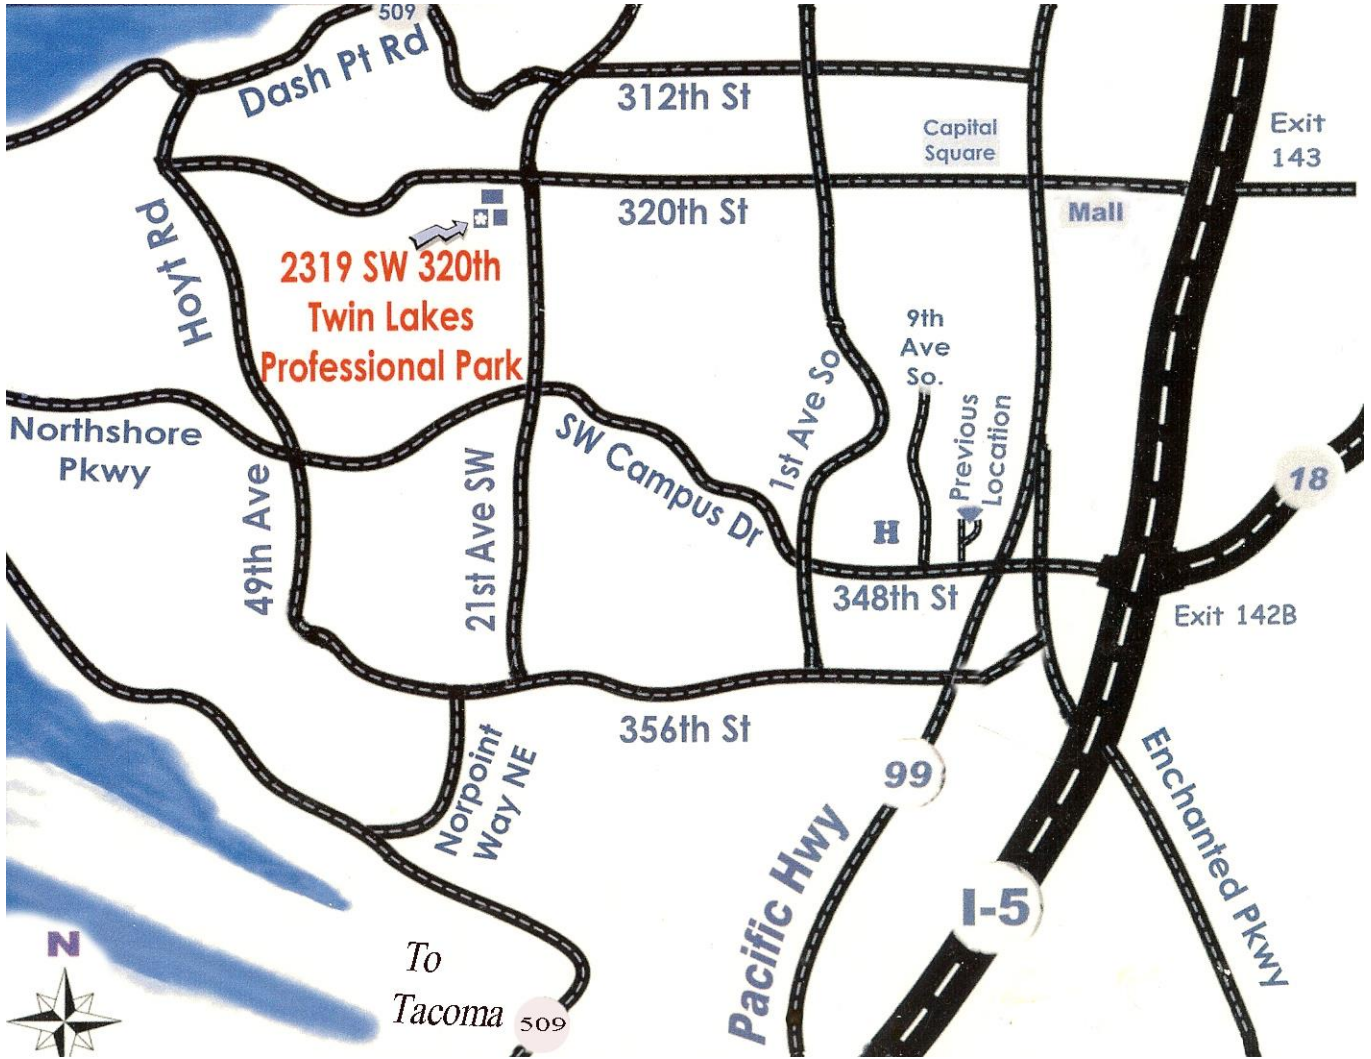 509
Dash Pt Rd
312th St
Capital
Square
Exit
143
320th St
Mall
Hoyt Rd
2319 SW 320th
Twin Lakes
Professional Park
9th
Ave
So.
1st Ave So
Previous
Location
Northshore
Pkwy
SW Campus Dr
49th Ave
21st Ave SW
H
18
348th St
Exit 142B
356th St
Norpoint
Way NE
99
Pacific Hwy
Enchanted Pkwy
I-5
N
To
Tacoma
509